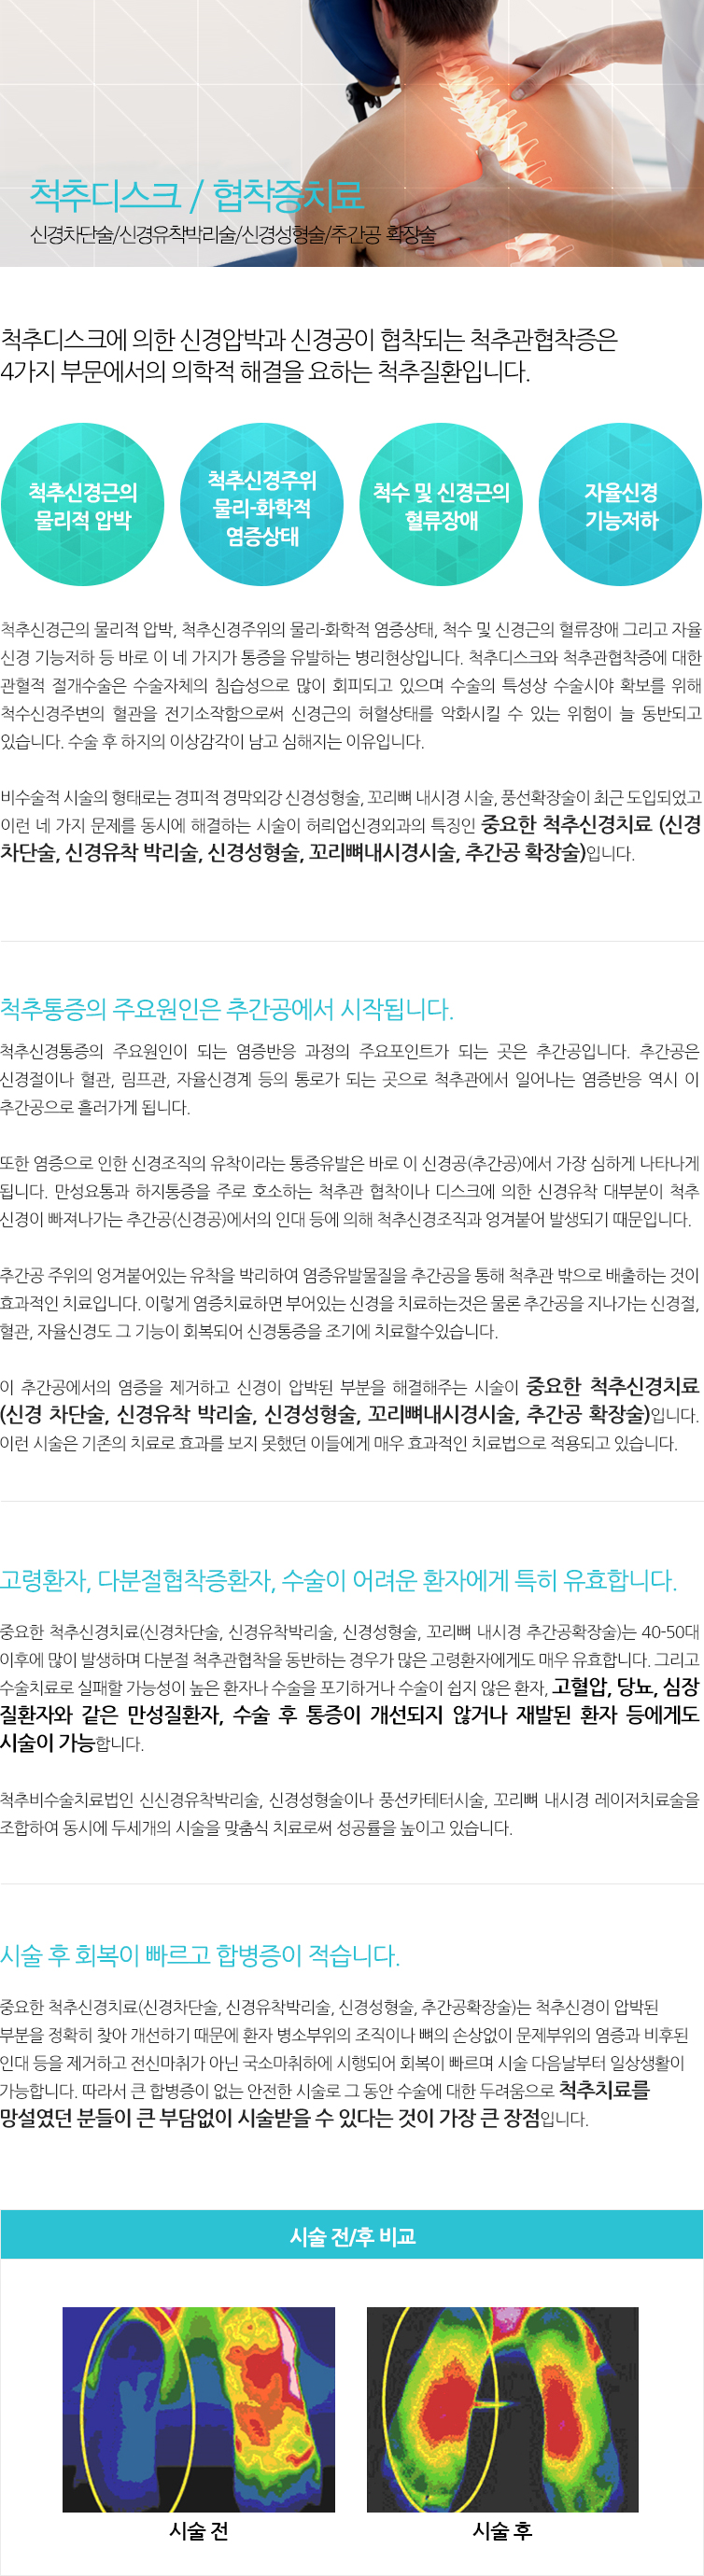 척추디스크 / 협착증치료
신경차단술/신경유착박리술/신경성형술/추간공 확장술
척추디스크에 의한 신경압박과 신경공이 협착되는 척추관협착증은
4가지 부문에서의 의학적 해결을 요하는 척추질환입니다.
척추신경근의
물리적 압박
척추신경주위
물리-화학적
염증상태
척수 및 신경근의
혈류장애
자율신경
기능저하
척추신경근의 물리적 압박, 척추신경주위의 물리-화학적 염증상태, 척수 및 신경근의 혈류장애 그리고 자율
신경 기능저하 등 바로 이 네 가지가 통증을 유발하는 병리현상입니다. 척추디스크와 척추관협착증에 대한
관혈적 절개수술은 수술자체의 침습성으로 많이 회피되고 있으며 수술의 특성상 수술시야 확보를 위해
척수신경주변의 혈관을 전기소작함으로써 신경근의 허혈상태를 악화시킬 수 있는 위험이 늘 동반되고
있습니다. 수술 후 하지의 이상감각이 남고 심해지는 이유입니다.
비수술적 시술의 형태로는 경피적 경막외강 신경성형술, 꼬리뼈 내시경 시술, 풍선확장술이 최근 도입되었고
이런 네 가지 문제를 동시에 해결하는 시술이 허리업신경외과의 특징인 중요한 척추신경치료 (신경
차단술, 신경유착 박리술, 신경성형술, 꼬리뼈내시경시술, 추간공 확장술)입니다.
척추통증의 주요원인은 추간공에서 시작됩니다.
척추신경통증의 주요원인이 되는 염증반응 과정의 주요포인트가 되는 곳은 추간공입니다. 추간공은
신경절이나 혈관, 림프관, 자율신경계 등의 통로가 되는 곳으로 척추관에서 일어나는 염증반응 역시 이
추간공으로 흘러가게 됩니다.
또한 염증으로 인한 신경조직의 유착이라는 통증유발은 바로 이 신경공(추간공)에서 가장 심하게 나타나게
됩니다. 만성요통과 하지통증을 주로 호소하는 척추관 협착이나 디스크에 의한 신경유착 대부분이 척추
신경이 빠져나가는 추간공(신경공)에서의 인대 등에 의해 척추신경조직과 엉겨붙어 발생되기 때문입니다.
추간공 주위의 엉겨붙어있는 유착을 박리하여 염증유발물질을 추간공을 통해 척추관 밖으로 배출하는 것이
효과적인 치료입니다. 이렇게 염증치료하면 부어있는 신경을 치료하는것은 물론 추간공을 지나가는 신경절,
혈관, 자율신경도 그 기능이 회복되어 신경통증을 조기에 치료할수있습니다.
이 추간공에서의 염증을 제거하고 신경이 압박된 부분을 해결해주는 시술이 중요한 척추신경치료
(신경 차단술, 신경유착 박리술, 신경성형술, 꼬리뼈내시경시술, 추간공 확장술)입니다.
이런 시술은 기존의 치료로 효과를 보지 못했던 이들에게 매우 효과적인 치료법으로 적용되고 있습니다.
고령환자, 다분절협착증환자, 수술이 어려운 환자에게 특히 유효합니다.
중요한 척추신경치료(신경차단술, 신경유착박리술, 신경성형술, 꼬리뼈 내시경 추간공확장술)는 40-50대
이후에 많이 발생하며 다분절 척추관협착을 동반하는 경우가 많은 고령환자에게도 매우 유효합니다. 그리고
수술치료로 실패할 가능성이 높은 환자나 수술을 포기하거나 수술이 쉽지 않은 환자, 고혈압, 당뇨, 심장
질환자와 같은 만성질환자, 수술 후 통증이 개선되지 않거나 재발된 환자 등에게도
시술이 가능합니다.
척추비수술치료법인 신신경유착박리술, 신경성형술이나 풍선카테터시술, 꼬리뼈 내시경 레이저치료술을
조합하여 동시에 두세개의 시술을 맞춤식 치료로써 성공률을 높이고 있습니다.
시술 후 회복이 빠르고 합병증이 적습니다.
중요한 척추신경치료(신경차단술, 신경유착박리술, 신경성형술, 추간공확장술)는 척추신경이 압박된
부분을 정확히 찾아 개선하기 때문에 환자 병소부위의 조직이나 뼈의 손상없이 문제부위의 염증과 비후된
인대 등을 제거하고 전신마취가 아닌 국소마취하에 시행되어 회복이 빠르며 시술 다음날부터 일상생활이
가능합니다. 따라서 큰 합병증이 없는 안전한 시술로 그 동안 수술에 대한 두려움으로 척추치료를
망설였던 분들이 큰 부담없이 시술받을 수 있다는 것이 가장 큰 장점입니다.
시술 전/후 비교
시술 전
시술 후